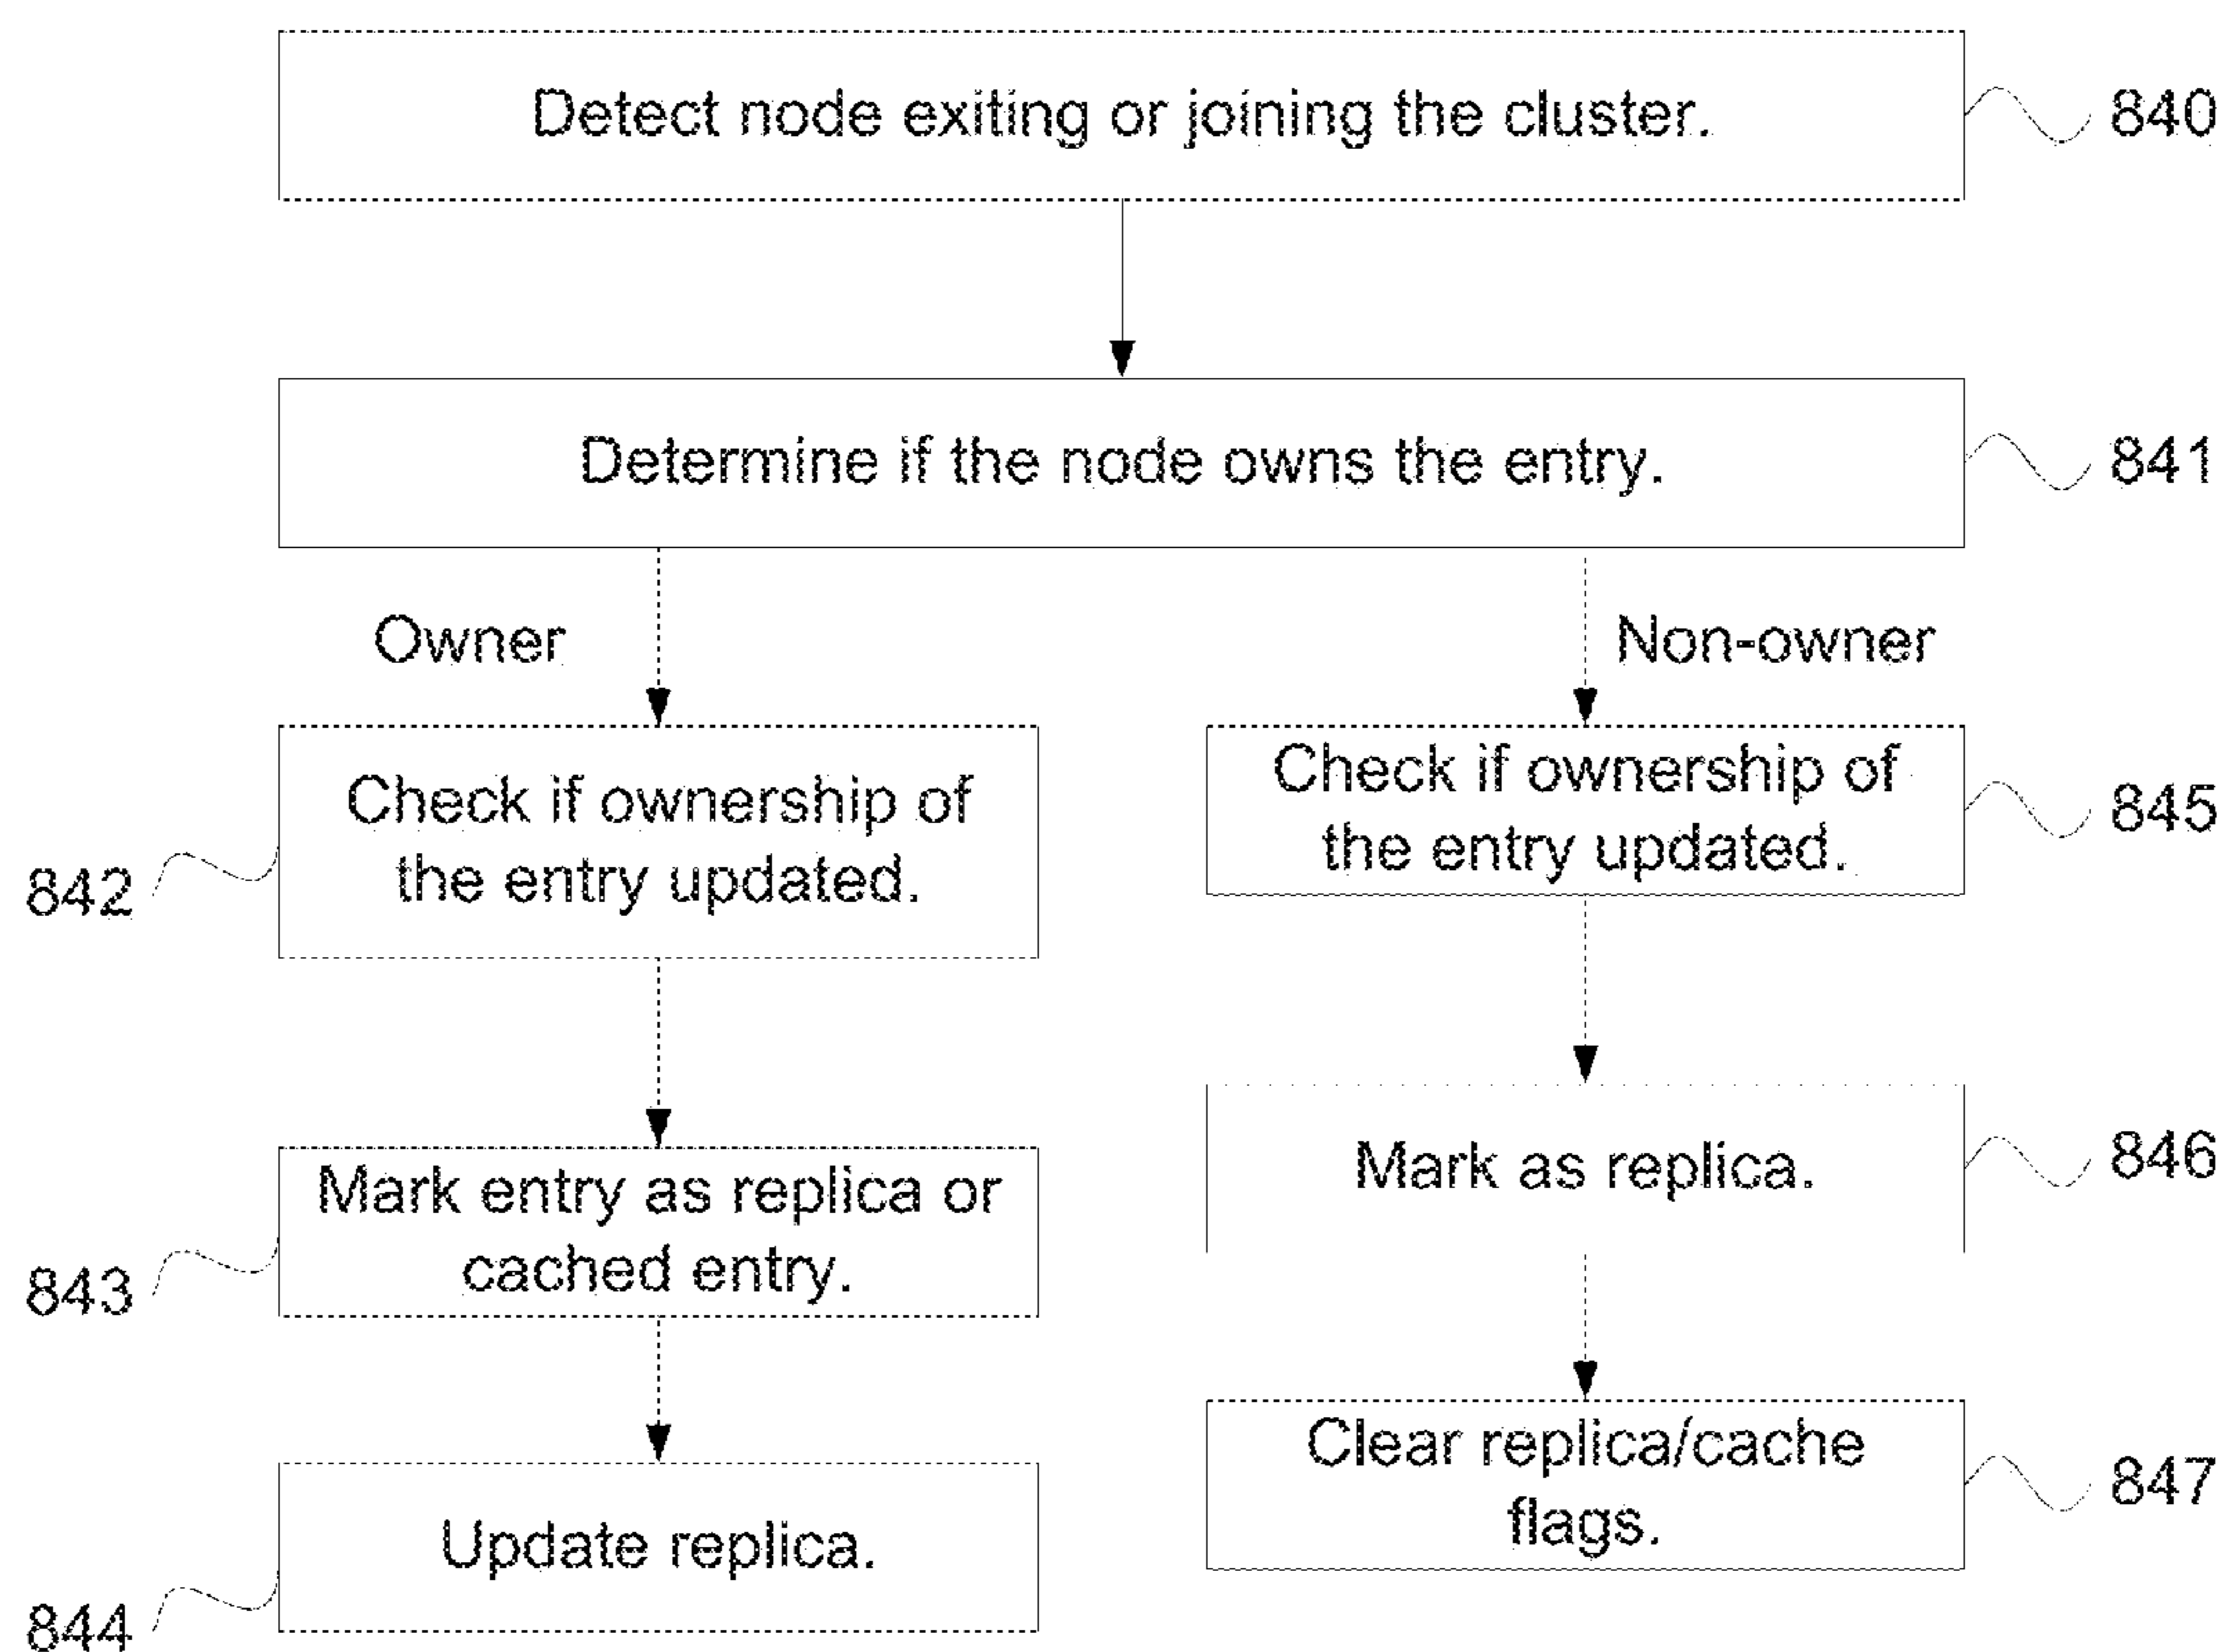 Detect node exiting or joining the cluster.
840
Determine if the node owns the entry.
841
Owner
Non-owner
Check if ownership of
the entry updated.
842
Check if ownership of
the entry updated.
845
Mark entry as replica or
cached entry.
843
Mark as replica.
846
Update replica.
844
Clear replica/cache
flags.
847